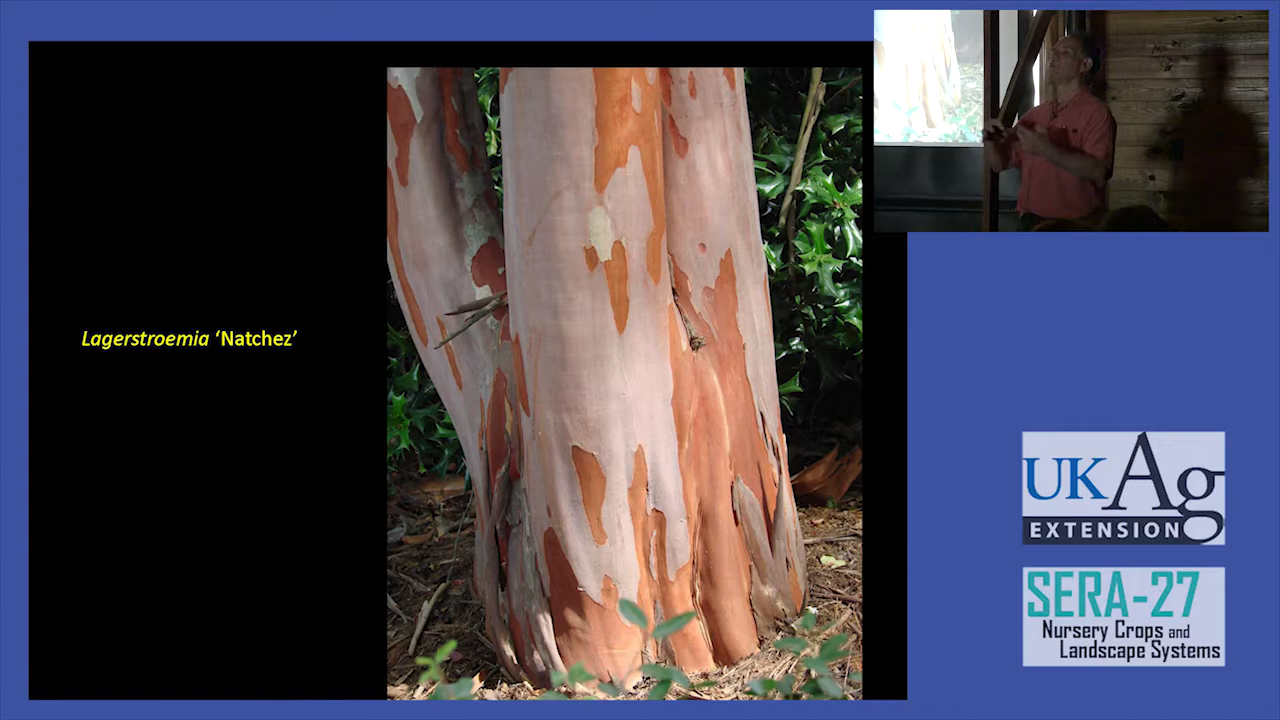 Lagerstroemia ‘Natchez’
UKAg
EXTENSION
SERA-27
Nursery Crops and
Landscape Systems